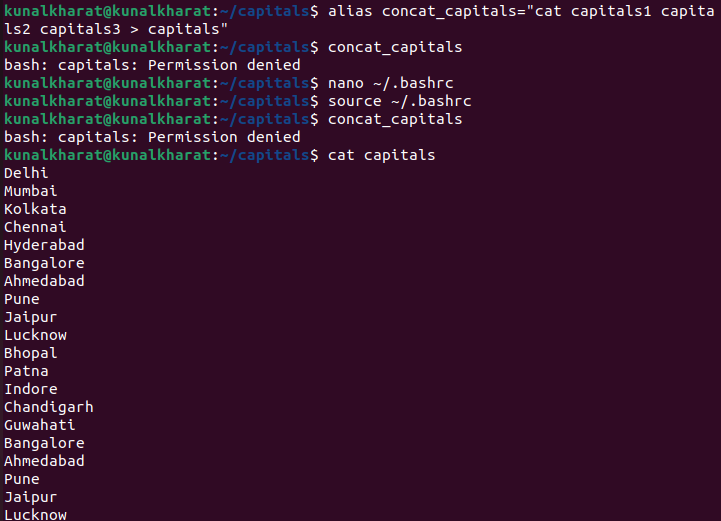 kunalkharat@kunalkharat:~/capitals$ alias concat_capitals="cat capitals1 capita
ls2 capitals3 > capitals"
kunalkharat@kunalkharat:~/capitals$ concat_capitals
bash: capitals: Permission denied
kunalkharat@kunalkharat:~/capitals$ nano ~/.bashrc
kunalkharat@kunalkharat:~/capitals$ source ~/.bashrc
kunalkharat@kunalkharat:~/capitals$ concat_capitals
bash: capitals: Permission denied
kunalkharat@kunalkharat:~/capitals$ cat capitals
Delhi
Mumbai
Kolkata
Chennai
Hyderabad
Bangalore
Ahmedabad
Pune
Jaipur
Lucknow
Bhopal
Patna
Indore
Chandigarh
Guwahati
Bangalore
Ahmedabad
Pune
Jaipur
Lucknow